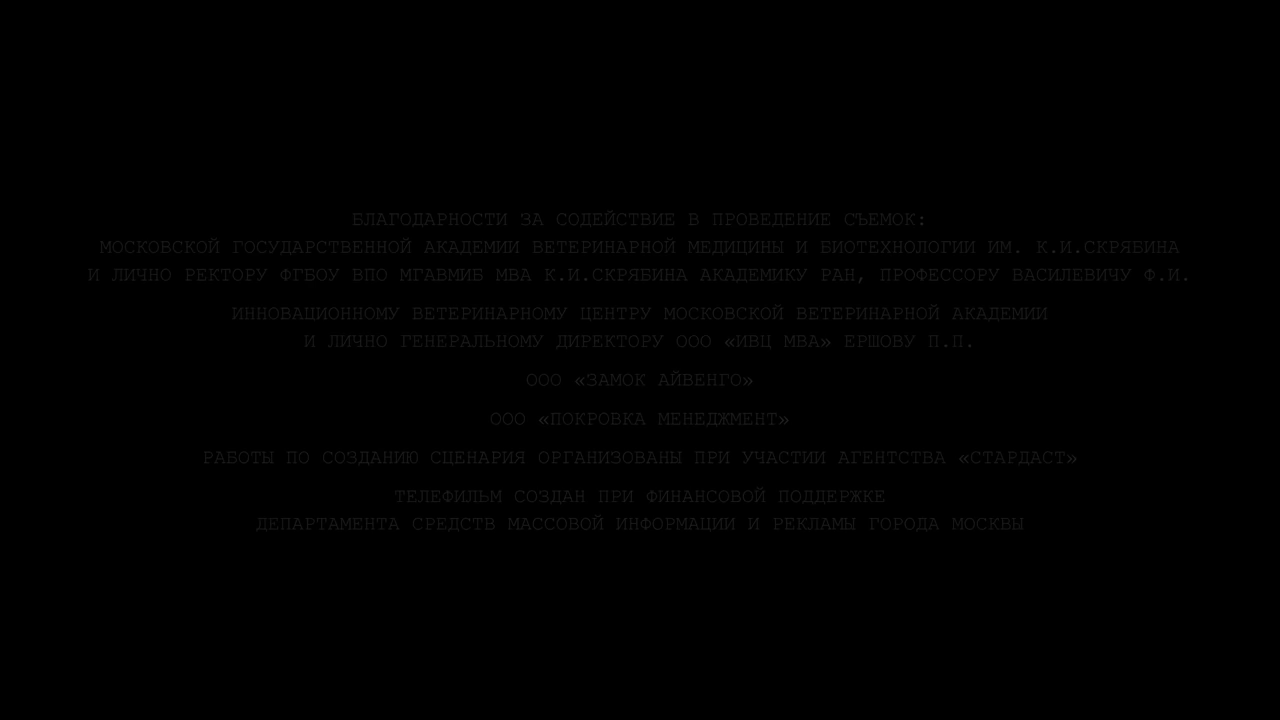 БЛАГОДАРНОСТИ ЗА СОДЕЙСТВИЕ В ПРОВЕДЕНИЕ СЪЕМОК:
МОСКОВСКОЙ ГОСУДАРСТВЕННОЙ АКАДЕМИИ ВЕТЕРИНАРНОЙ МЕДИЦИНЫ И БИОТЕХНОЛОГИИ ИМ. К.И.СКРЯБИНА
И ЛИЧНО РЕКТОРУ ФГБОУ ВПО МГАВМИБ МВА К.И.СКРЯБИНА АКАДЕМИКУ РАН, ПРОФЕССОРУ ВАСИЛЕВИЧУ Ф.И.
ИННОВАЦИОННОМУ ВЕТЕРИНАРНОМУ ЦЕНТРУ МОСКОВСКОЙ ВЕТЕРИНАРНОЙ АКАДЕМИИ
И ЛИЧНО ГЕНЕРАЛЬНОМУ ДИРЕКТОРУ ООО «ИВЦ МВА» ЕРШОВУ П.П.
ООО «ЗАМОК АЙВЕНГО»
ООО «ПОКРОВКА МЕНЕДЖМЕНТ»
РАБОТЫ ПО СОЗДАНИЮ СЦЕНАРИЯ ОРГАНИЗОВАНЫ ПРИ УЧАСТИИ АГЕНТСТВА «СТАРДАСТ»
ТЕЛЕФИЛЬМ СОЗДАН ПРИ ФИНАНСОВОЙ ПОДДЕРЖКЕ
ДЕПАРТАМЕНТА СРЕДСТВ МАССОВОЙ ИНФОРМАЦИИ И РЕКЛАМЫ ГОРОДА МОСКВЫ